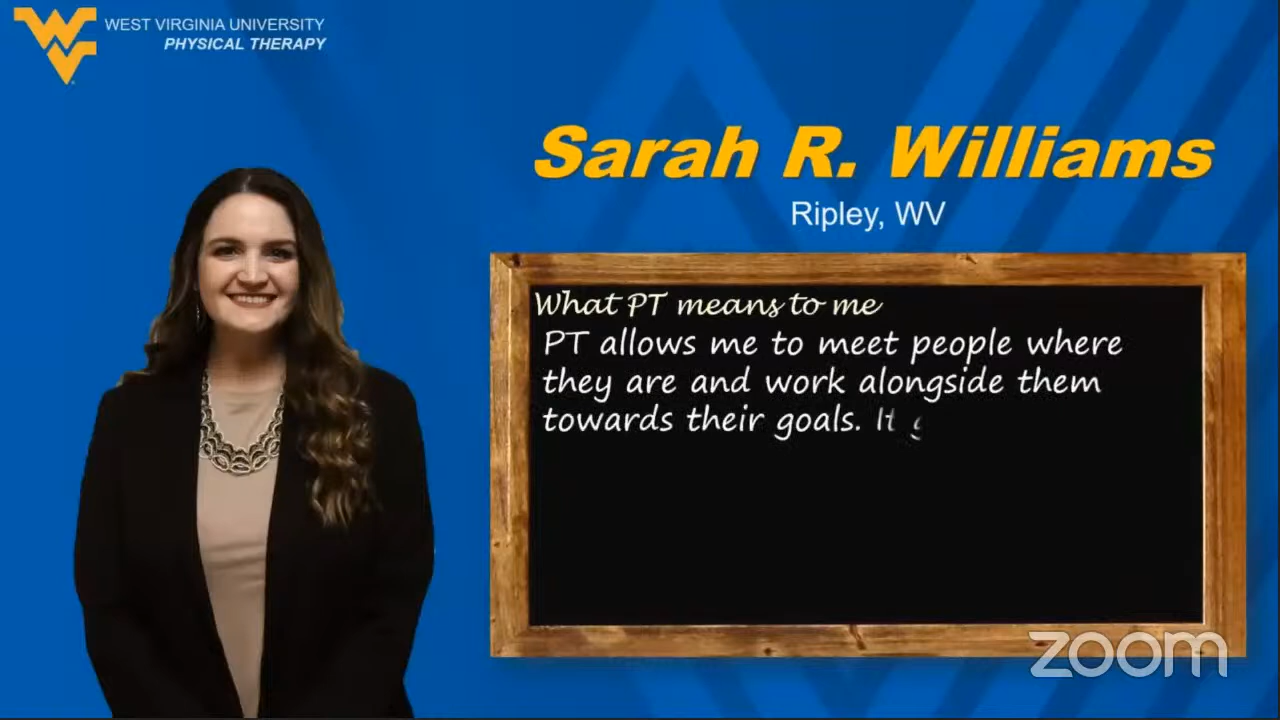 WEST VIRGINIA UNIVERSITY
PHYSICAL THERAPY
Sarah R. Williams
Ripley, WV
What PT means to me
PT allows me to meet people where
they are and work alongside them
towards their goals. It
zoom